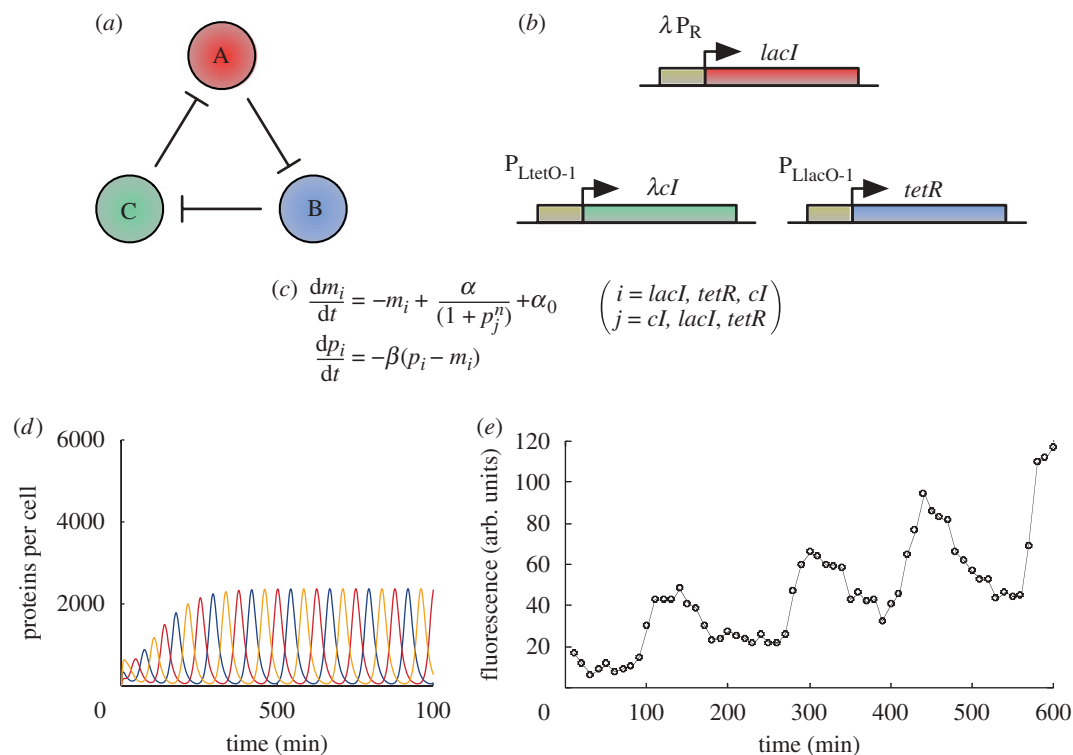 (a)
A
C
B
(b)
λP_R
lacI
P_LtetO-1
λcI
P_LlacO-1
tetR
(c) dm_i/dt = –m_i + α/(1 + p_j^n) + α_0
(i = lacI, tetR, cI
j = cI, lacI, tetR)
dp_i/dt = –β(p_i – m_i)
(d)
6000
4000
2000
proteins per cell
0 500 100
time (min)
(e)
120
100
80
60
40
20
fluorescence (arb. units)
0 100 200 300 400 500 600
time (min)